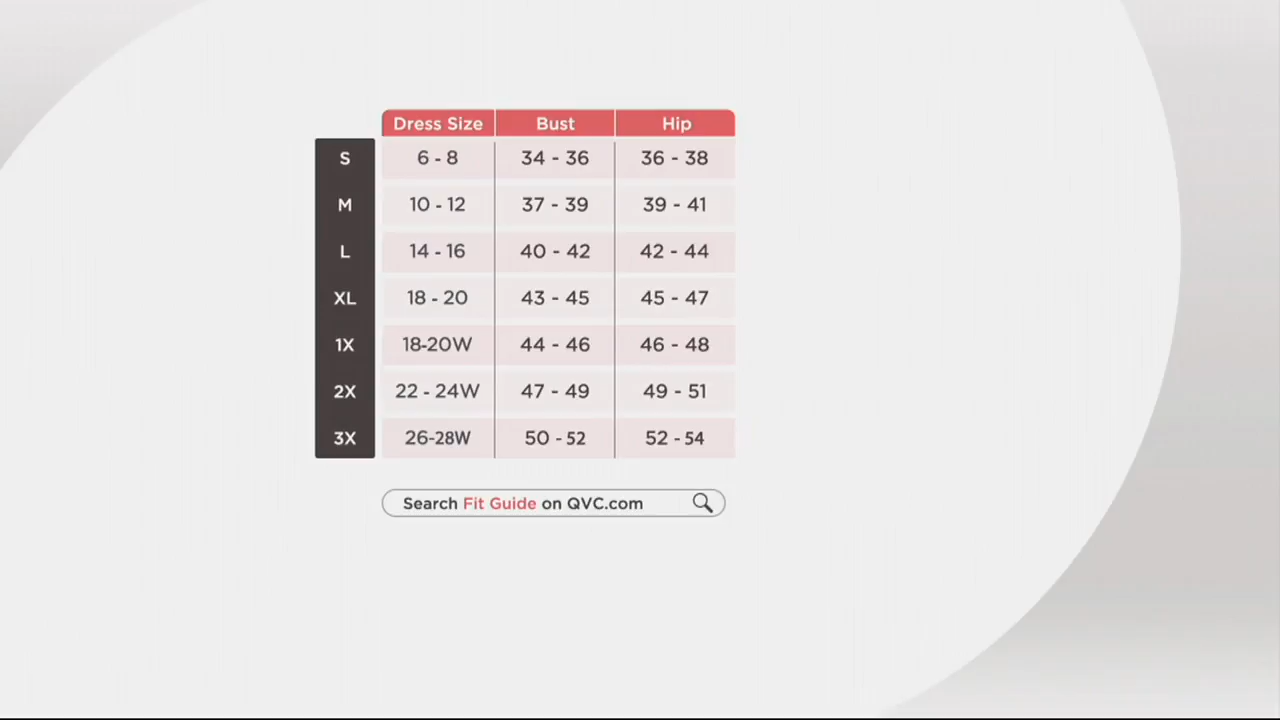 Dress Size Bust Hip
S 6 - 8 34 - 36 36 - 38
M 10 - 12 37 - 39 39 - 41
L 14 - 16 40 - 42 42 - 44
XL 18 - 20 43 - 45 45 - 47
1X 18-20W 44 - 46 46 - 48
2X 22 - 24W 47 - 49 49 - 51
3X 26-28W 50 - 52 52 - 54
Search Fit Guide on QVC.com